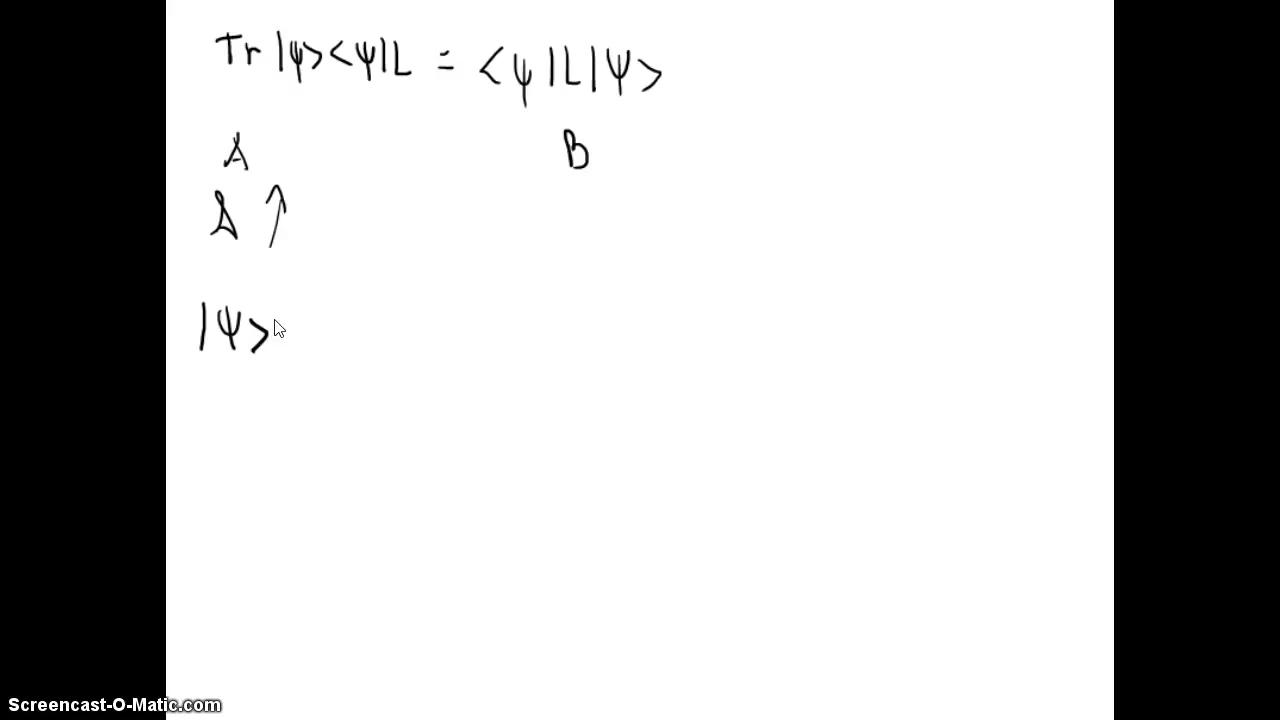 Tr |ψ><ψ|L = <ψ|L|ψ>
A B
↑
|ψ>
Screencast-O-Matic.com